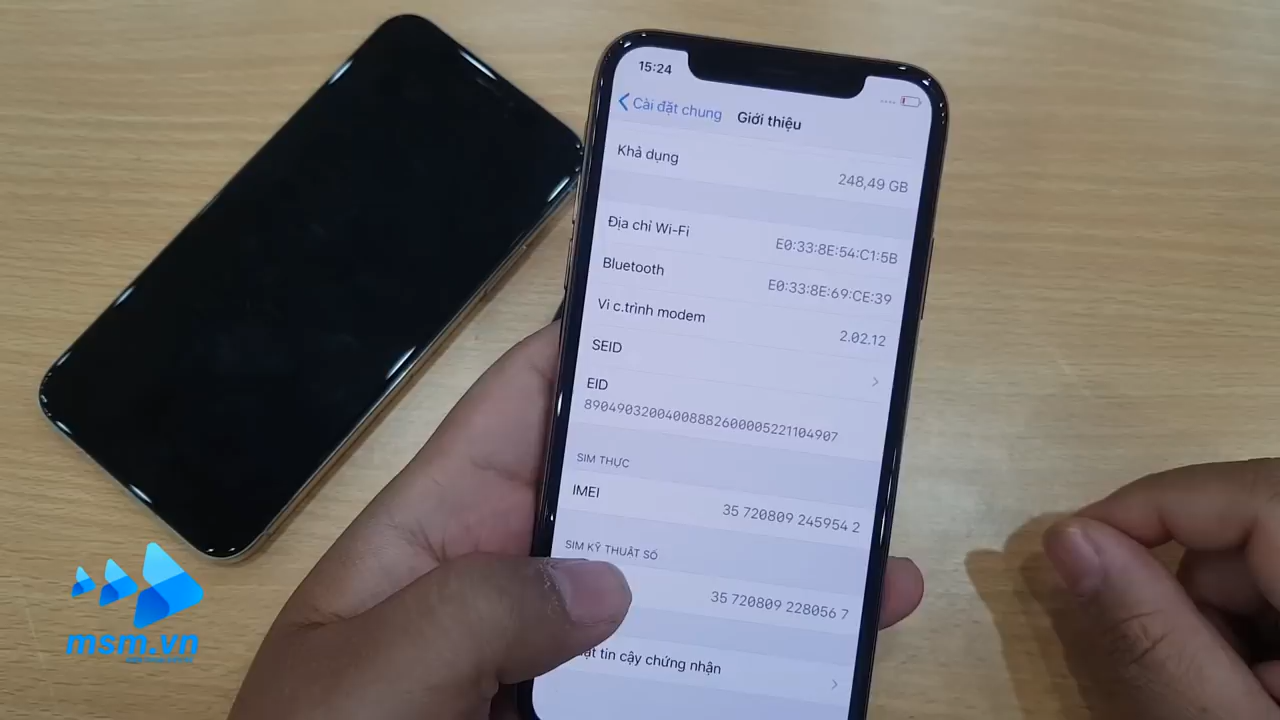 15:24
Cài đặt chung Giới thiệu
Khả dụng
248,49 GB
Địa chỉ Wi-Fi
E0:33:8E:54:C1:5B
Bluetooth
E0:33:8E:69:CE:39
Vi c.trình modem
2.02.12
SEID
EID
89049032004008882600005221104907
SIM THỰC
IMEI
35 720809 245954 2
SIM KỸ THUẬT SỐ
35 720809 228056 7
tin cậy chứng nhận
msm.vn